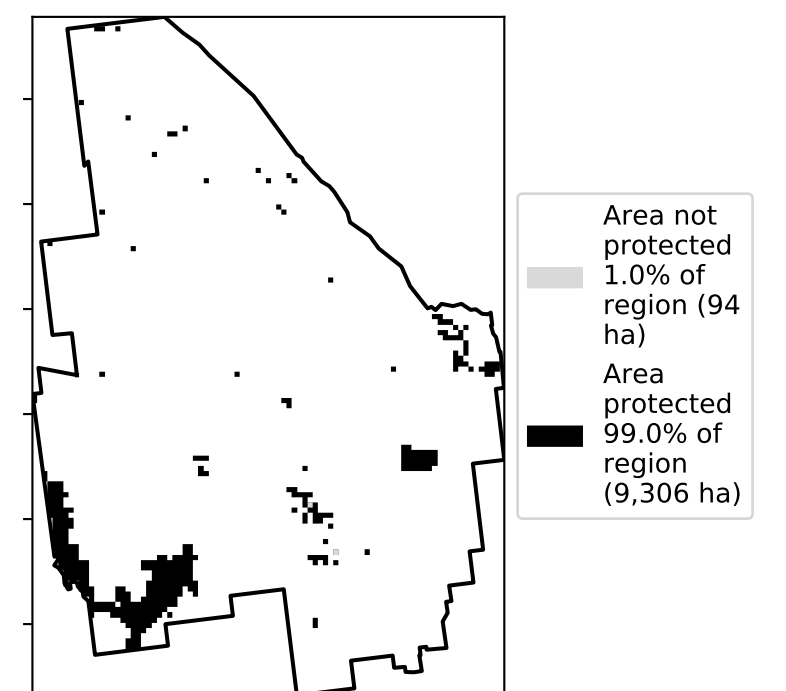 Area not
protected
1.0% of
region (94
ha)
Area
protected
99.0% of
region
(9,306 ha)